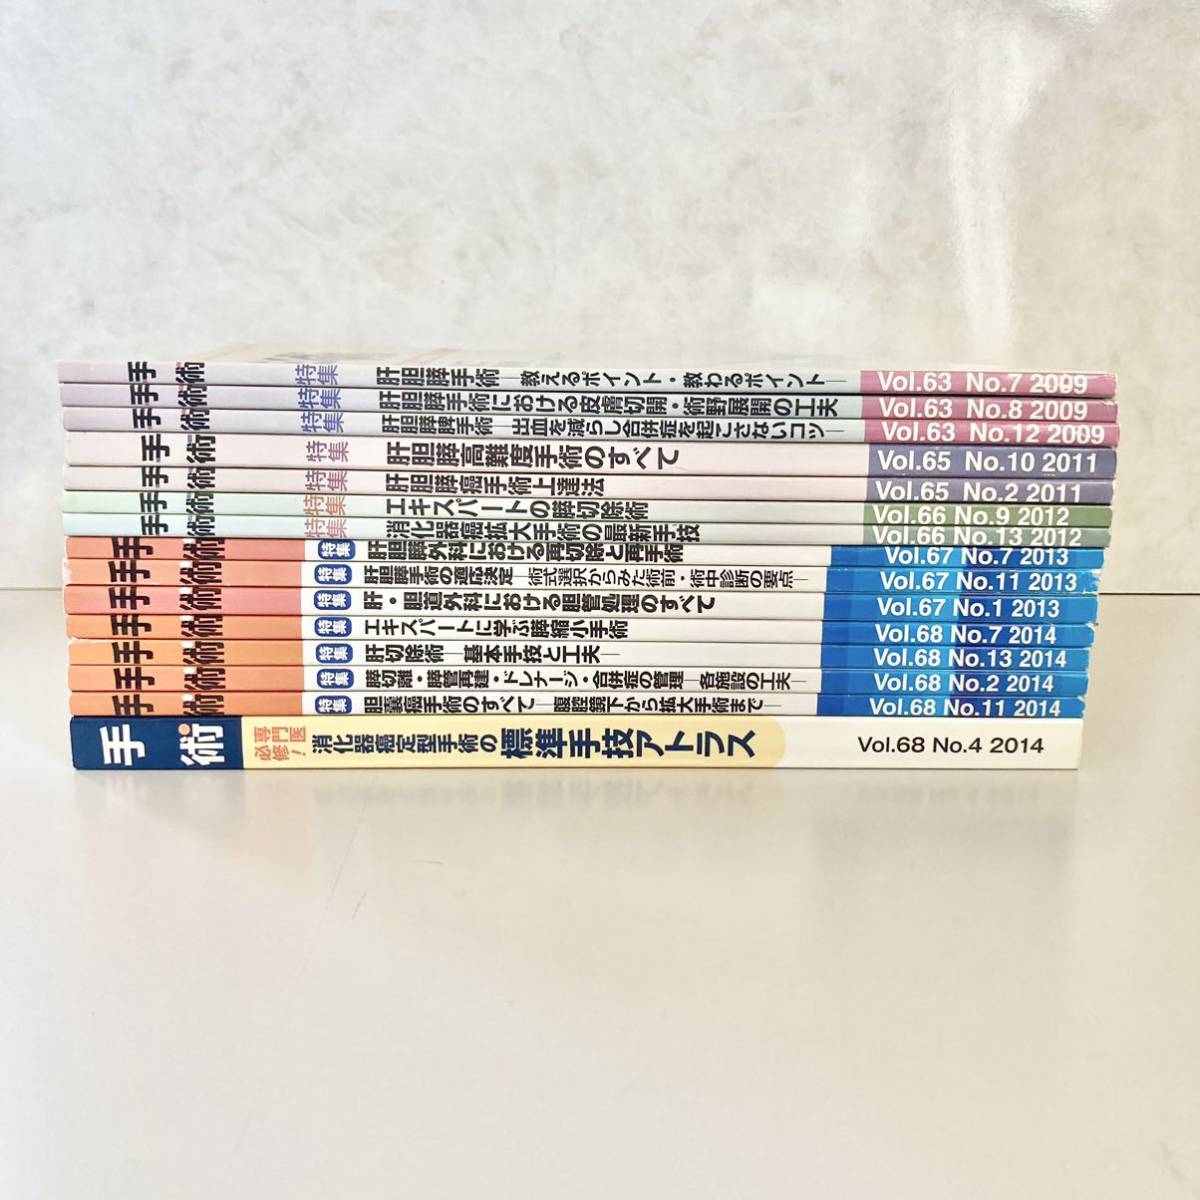 手術 特集 肝胆膵手術―教えるポイント・教わるポイント― Vol.63 No.7 2009
手術 特集 肝胆膵手術における皮膚切開・術野展開の工夫 Vol.63 No.8 2009
手術 特集 肝胆膵脾手術―出血を減らし合併症を起こさないコツ― Vol.63 No.12 2009
手術 特集 肝胆膵高難度手術のすべて Vol.65 No.10 2011
手術 特集 肝胆膵癌手術上達法 Vol.65 No.2 2011
手術 特集 エキスパートの膵切除術 Vol.66 No.9 2012
手術 特集 消化器癌拡大手術の最新手技 Vol.66 No.13 2012
手術 特集 肝胆膵外科における再切除と再手術 Vol.67 No.7 2013
手術 特集 肝胆膵手術の適応決定―術式選択からみた術前・術中診断の要点― Vol.67 No.11 2013
手術 特集 肝・胆道外科における胆管処理のすべて Vol.67 No.1 2013
手術 特集 エキスパートに学ぶ膵縮小手術 Vol.68 No.7 2014
手術 特集 肝切除術―基本手技と工夫― Vol.68 No.13 2014
手術 特集 膵切離・膵管再建・ドレナージ・合併症の管理―各施設の工夫― Vol.68 No.2 2014
手術 特集 胆嚢癌手術のすべて―腹腔鏡下から拡大手術まで― Vol.68 No.11 2014
手術 専門医必修！ 消化器癌定型手術の標準手技アトラス Vol.68 No.4 2014